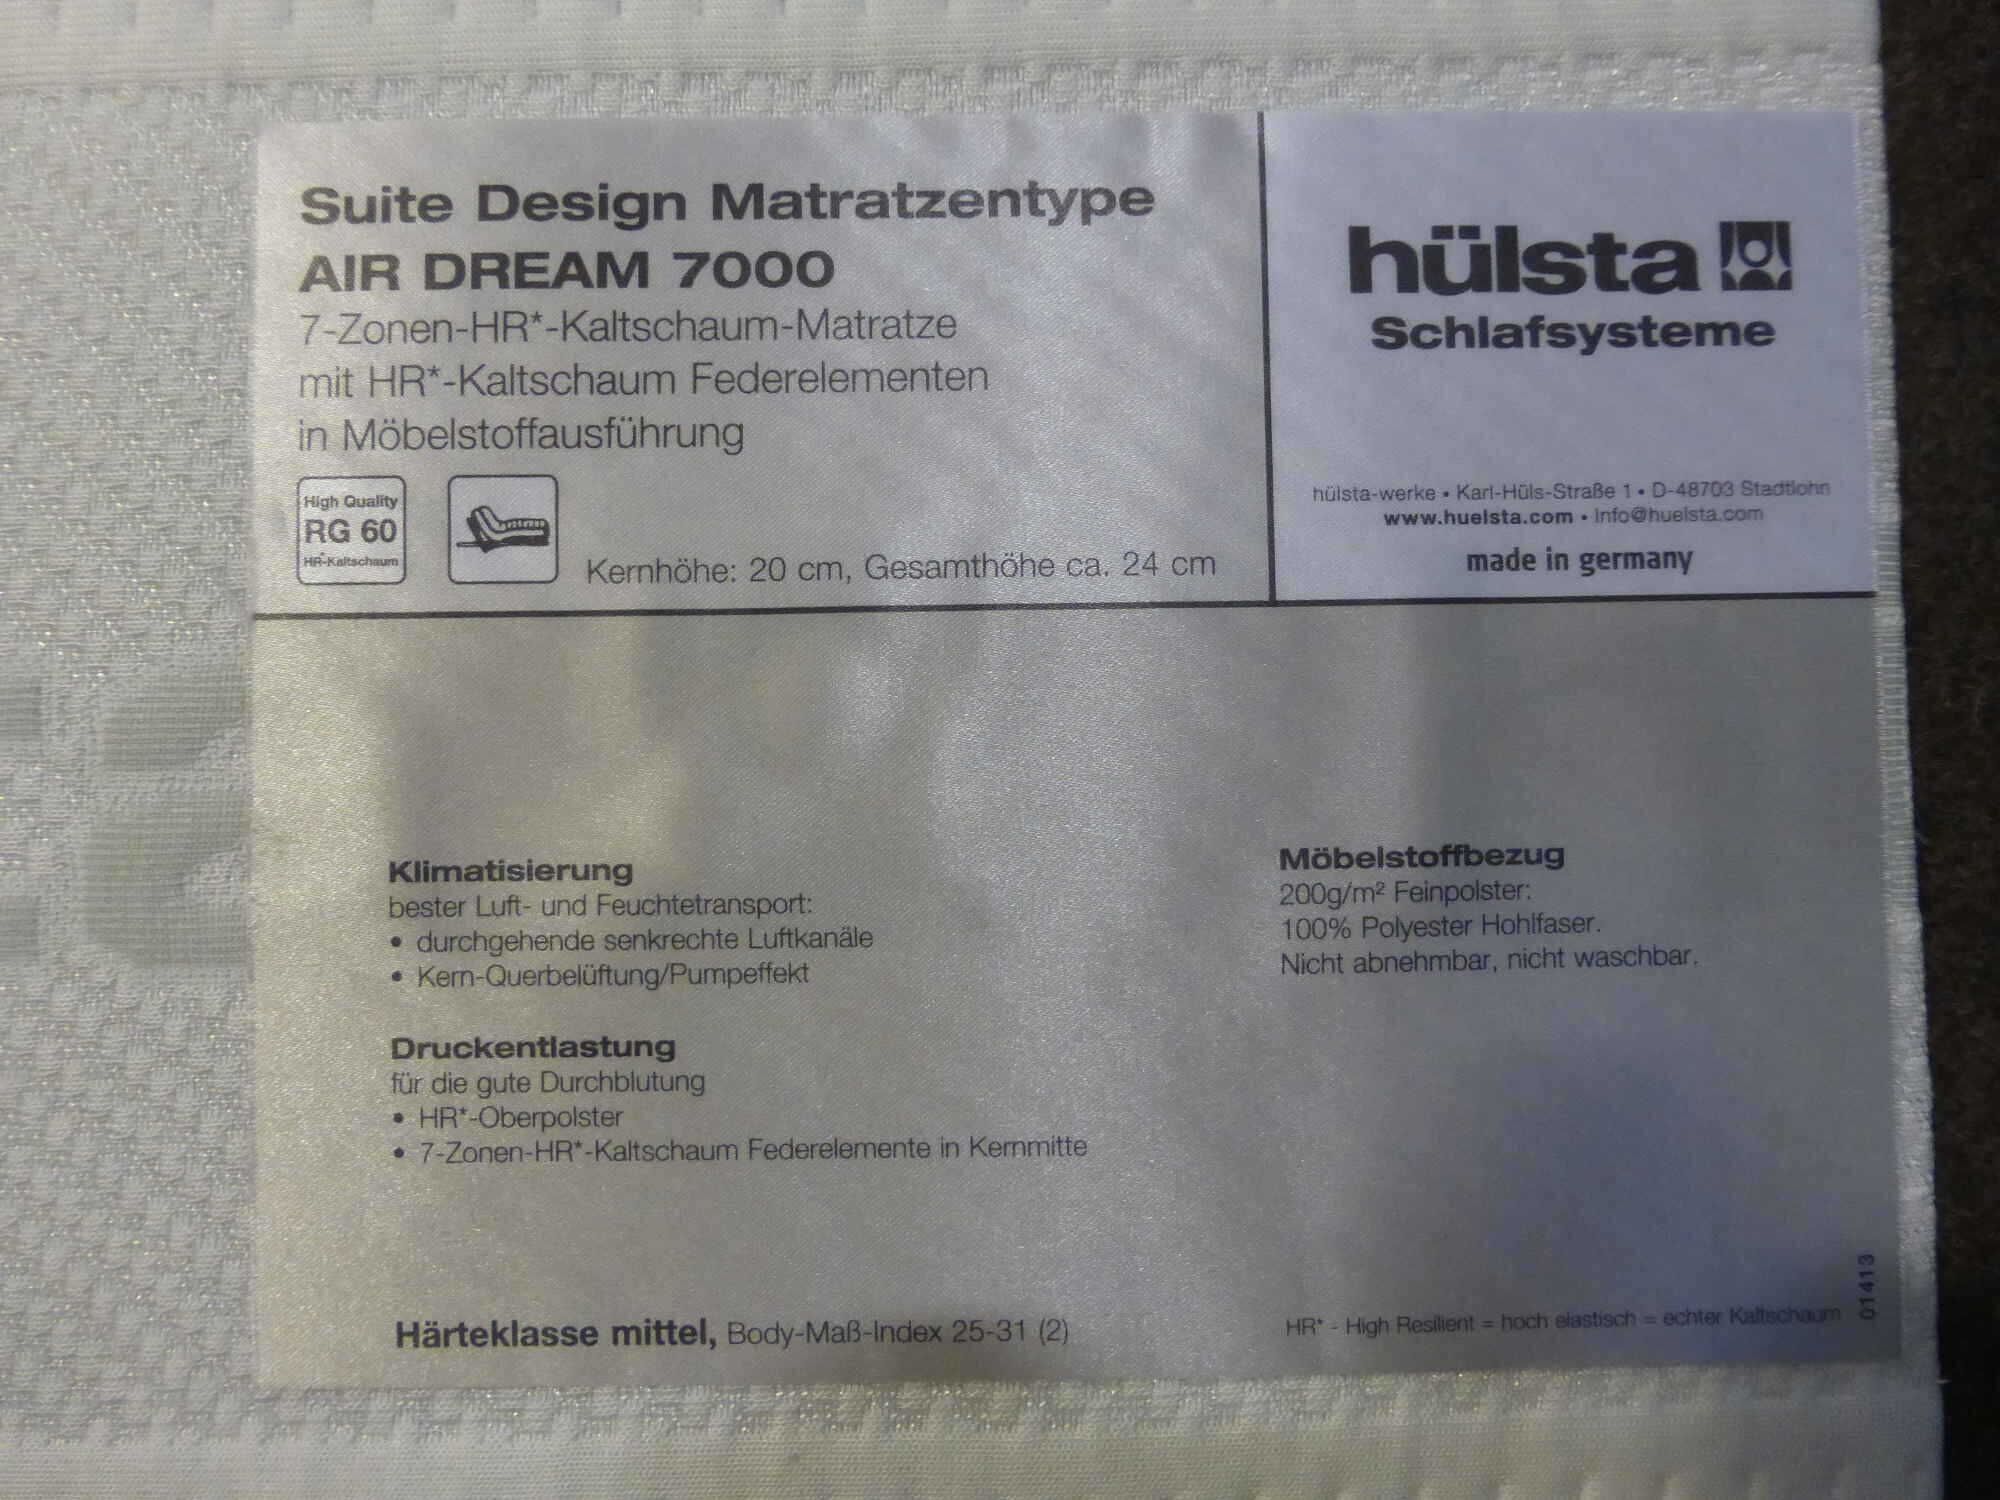 Suite Design Matratzentype
AIR DREAM 7000
7-Zonen-HR*-Kaltschaum-Matratze
mit HR*-Kaltschaum Federelementen
in Möbelstoffausführung
High Quality
RG 60
HR*-Kaltschaum
Kernhöhe: 20 cm, Gesamthöhe ca. 24 cm
hülsta
Schlafsysteme
hülsta-werke • Karl-Hüls-Straße 1 • D-48703 Stadtlohn
www.huelsta.com • Info@huelsta.com
made in germany
Klimatisierung
bester Luft- und Feuchtetransport:
• durchgehende senkrechte Luftkanäle
• Kern-Querbelüftung/Pumpeffekt
Druckentlastung
für die gute Durchblutung
• HR*-Oberpolster
• 7-Zonen-HR*-Kaltschaum Federelemente in Kernmitte
Möbelstoffbezug
200g/m² Feinpolster:
100% Polyester Hohlfaser.
Nicht abnehmbar, nicht waschbar.
Härteklasse mittel, Body-Maß-Index 25-31 (2)
HR* - High Resilient = hoch elastisch = echter Kaltschaum
01413